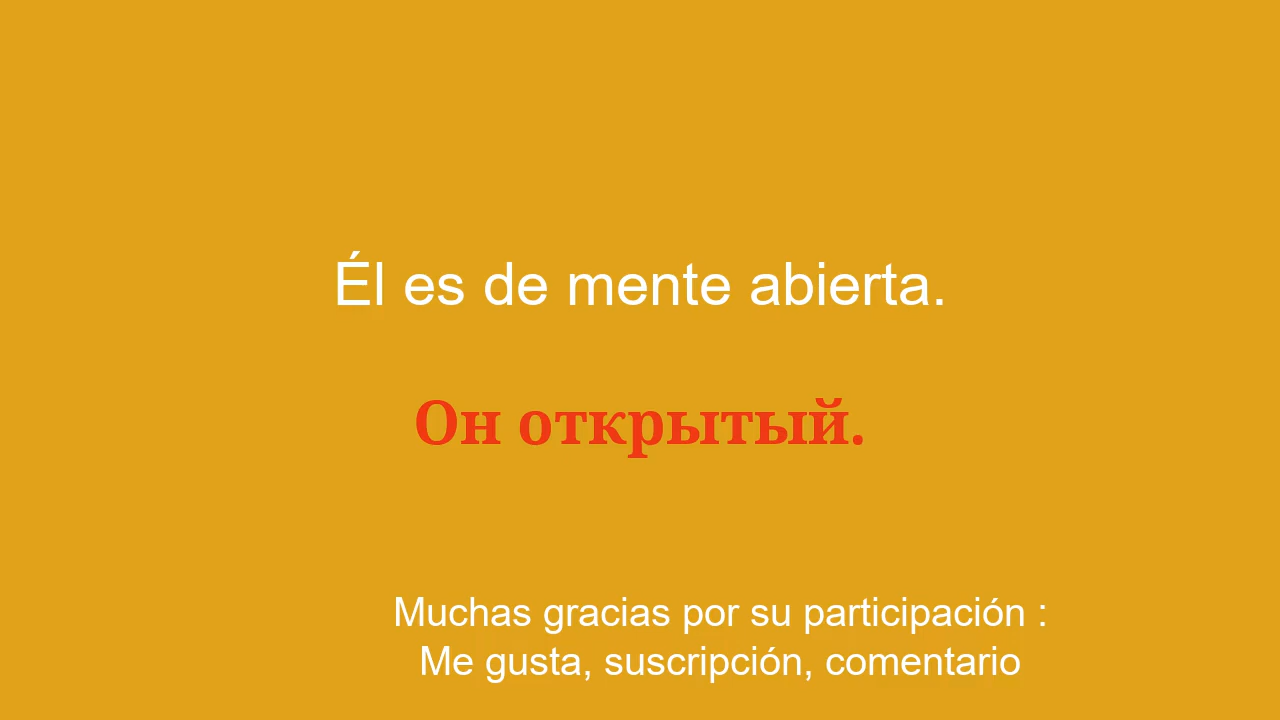 Él es de mente abierta.
Он открытый.
Muchas gracias por su participación :
Me gusta, suscripción, comentario